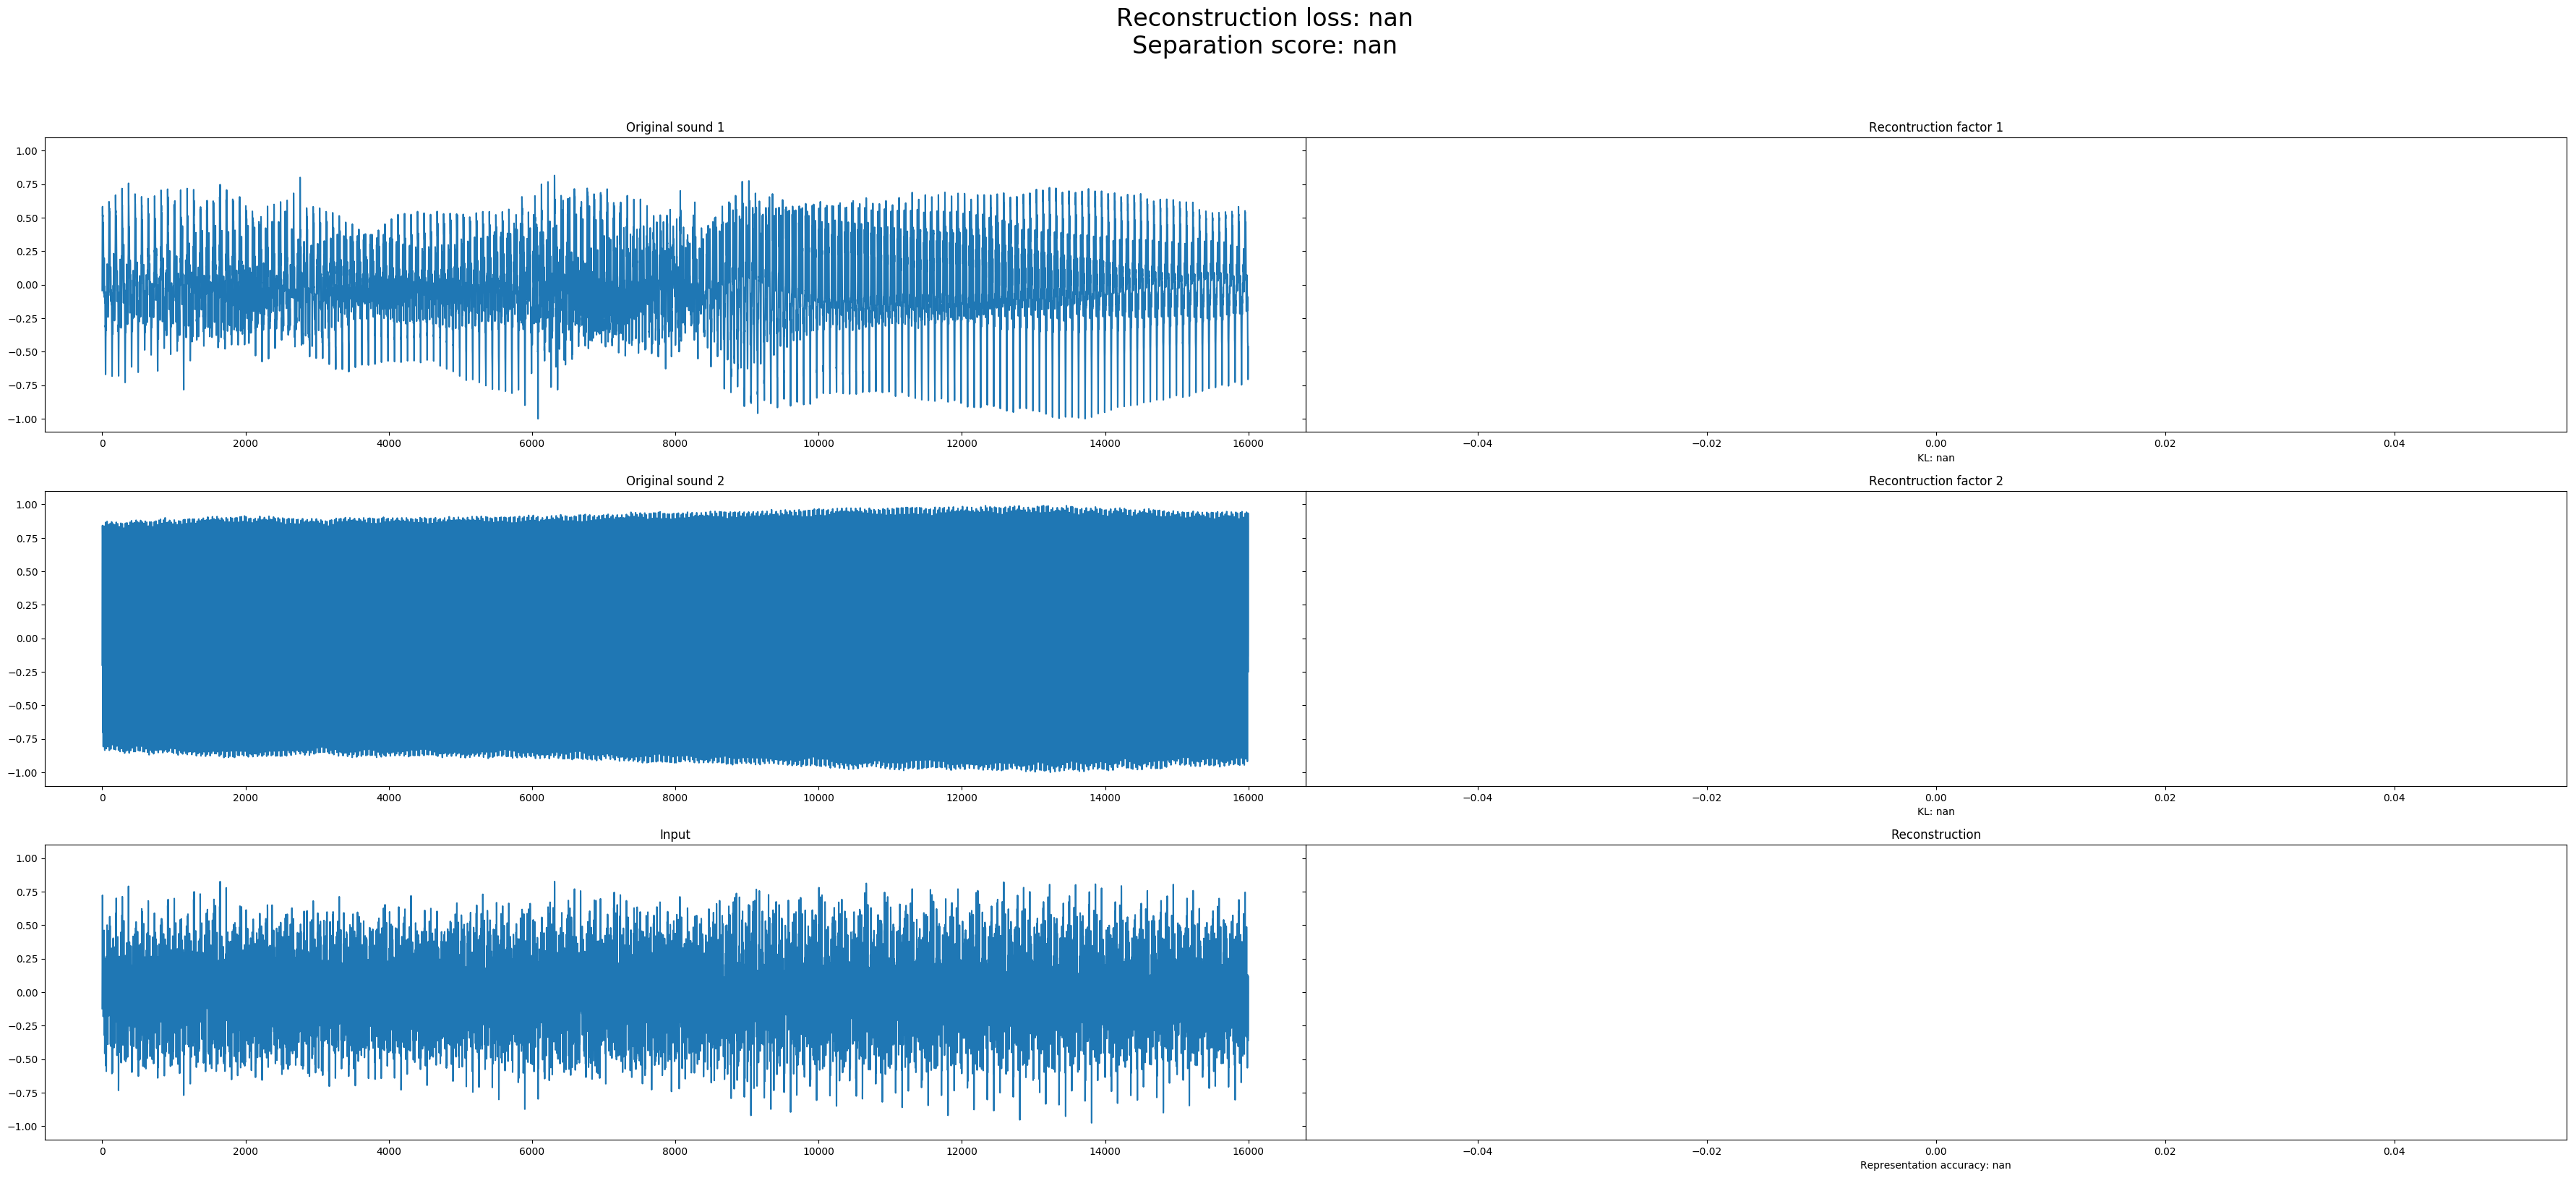 Reconstruction loss: nan
Separation score: nan
Original sound 1
Recontruction factor 1
1.00
0.75
0.50
0.25
0.00
−0.25
−0.50
−0.75
−1.00
0 2000 4000 6000 8000 10000 12000 14000 16000
−0.04 −0.02 0.00 0.02 0.04
KL: nan
Original sound 2
Recontruction factor 2
1.00
0.75
0.50
0.25
0.00
−0.25
−0.50
−0.75
−1.00
0 2000 4000 6000 8000 10000 12000 14000 16000
−0.04 −0.02 0.00 0.02 0.04
KL: nan
Input
Reconstruction
1.00
0.75
0.50
0.25
0.00
−0.25
−0.50
−0.75
−1.00
0 2000 4000 6000 8000 10000 12000 14000 16000
−0.04 −0.02 0.00 0.02 0.04
Representation accuracy: nan